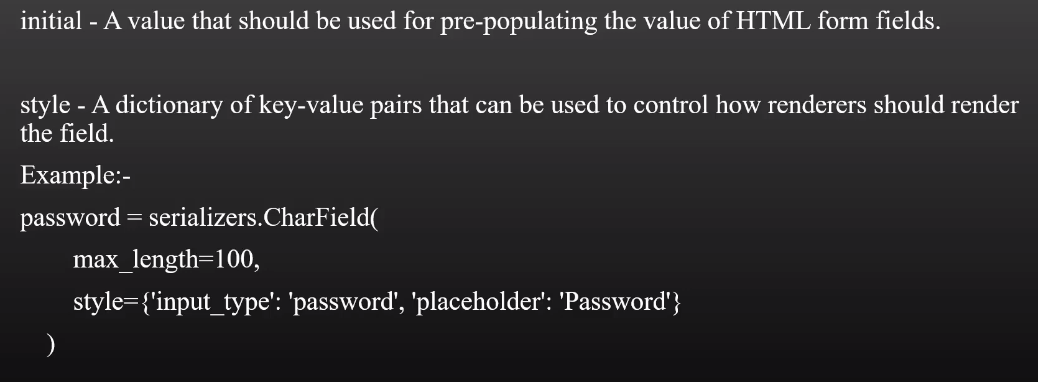 initial - A value that should be used for pre-populating the value of HTML form fields.
style - A dictionary of key-value pairs that can be used to control how renderers should render
the field.
Example:-
password = serializers.CharField(
max_length=100,
style={'input_type': 'password', 'placeholder': 'Password'}
)